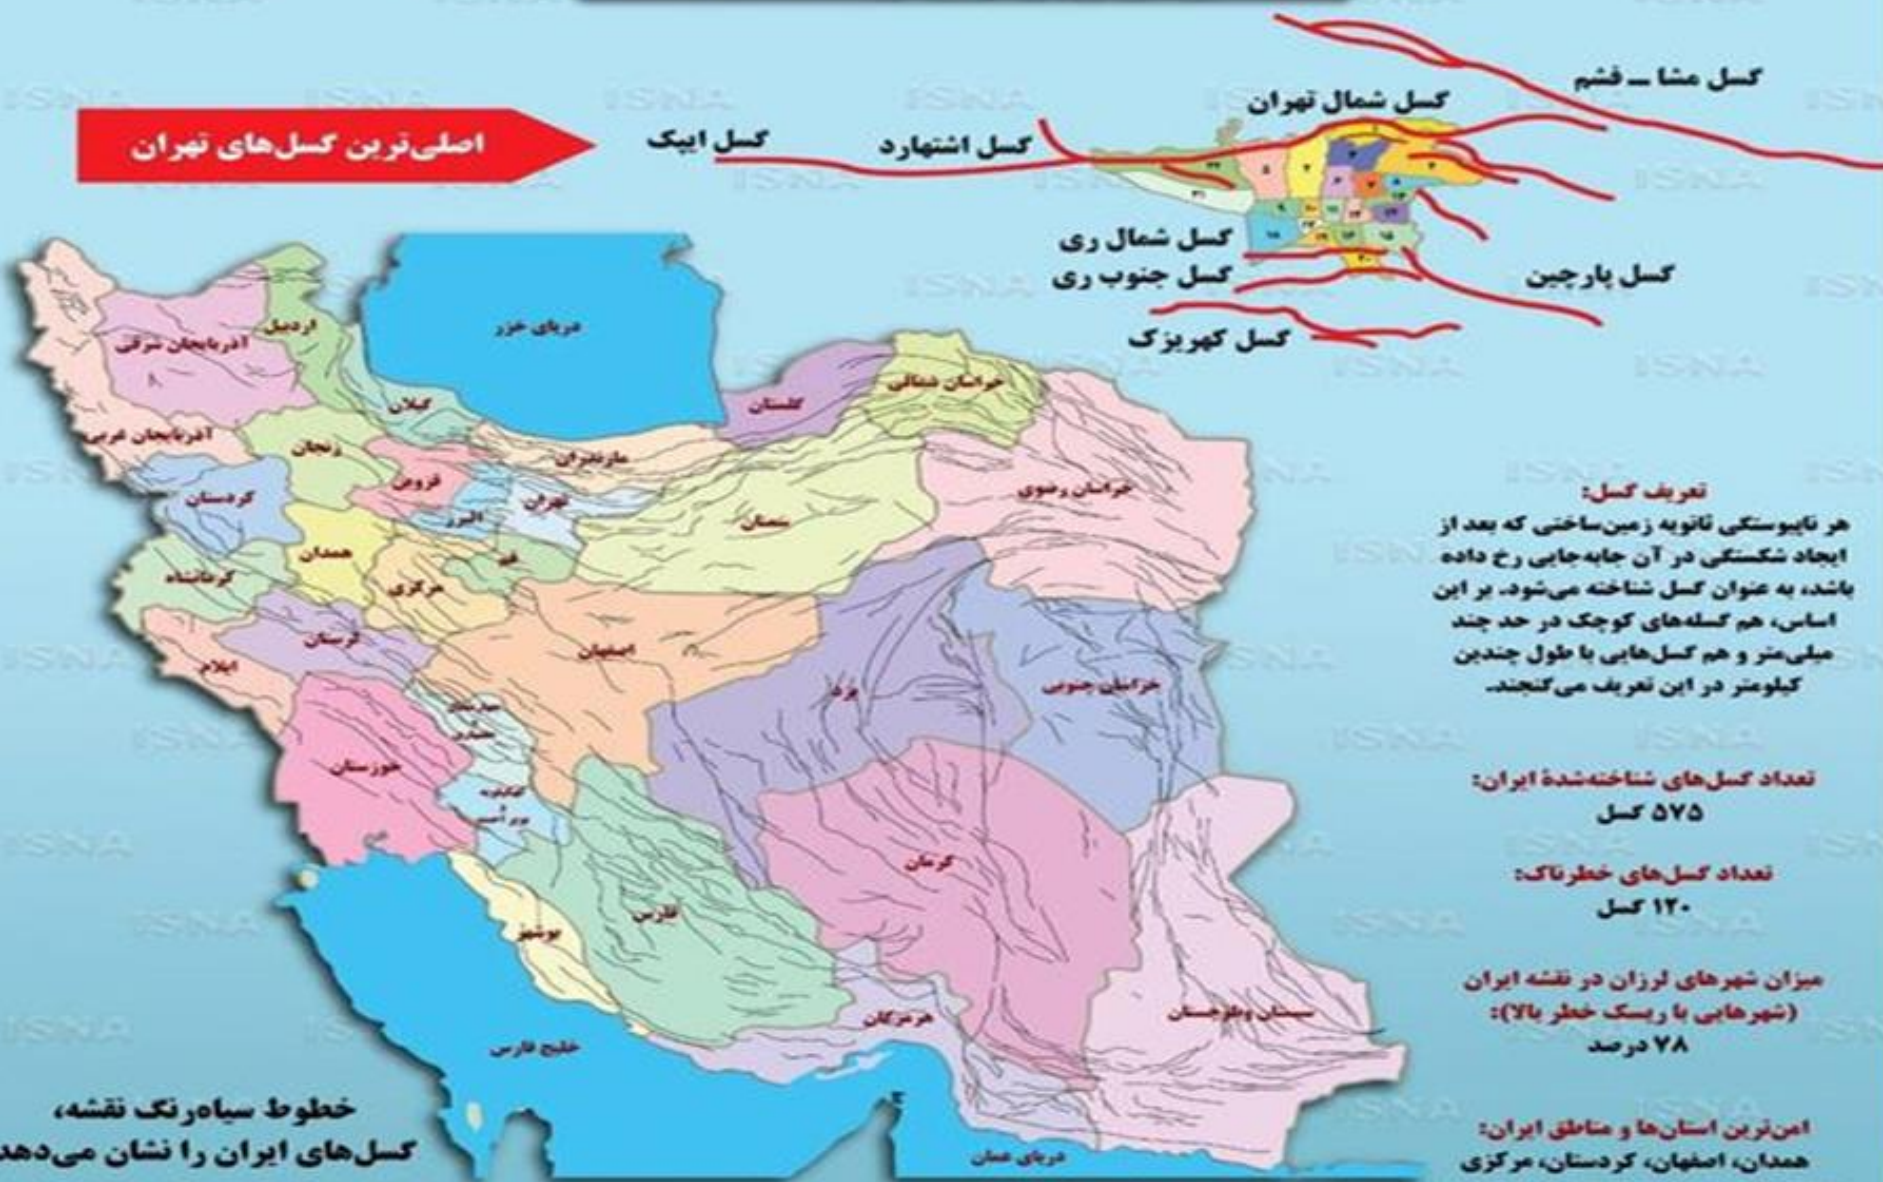 گسل مشا ــ فشم
گسل شمال تهران
اصلی‌ترین گسل‌های تهران
گسل ایپک
گسل اشتهارد
گسل شمال ری
گسل جنوب ری
گسل پارچین
گسل کهریزک
دریای خزر
اردبیل
آذربایجان شرقی
گیلان
گلستان
خراسان شمالی
آذربایجان غربی
زنجان
مازندران
قزوین
خراسان رضوی
کردستان
تهران
البرز
سمنان
همدان
قم
کرمانشاه
مرکزی
لرستان
اصفهان
ایلام
یزد
خراسان جنوبی
چهارمحال
و
بختیاری
خوزستان
کهگیلویه
و
بویر احمد
کرمان
فارس
بوشهر
هرمزگان
سیستان و بلوچستان
خلیج فارس
دریای عمان
تعریف گسل:
هر ناپیوستگی ثانویه زمین‌ساختی که بعد از
ایجاد شکستگی در آن جابه‌جایی رخ داده
باشد، به عنوان گسل شناخته می‌شود. بر این
اساس، هم گسله‌های کوچک در حد چند
میلی‌متر و هم گسل‌هایی با طول چندین
کیلومتر در این تعریف می‌گنجند.
تعداد گسل‌های شناخته‌شدهٔ ایران:
۵۷۵ گسل
تعداد گسل‌های خطرناک:
۱۲۰ گسل
میزان شهرهای لرزان در نقشه ایران
(شهرهایی با ریسک خطر بالا):
۷۸ درصد
امن‌ترین استان‌ها و مناطق ایران:
همدان، اصفهان، کردستان، مرکزی
خطوط سیاه‌رنگ نقشه،
گسل‌های ایران را نشان می‌دهد
ISNA